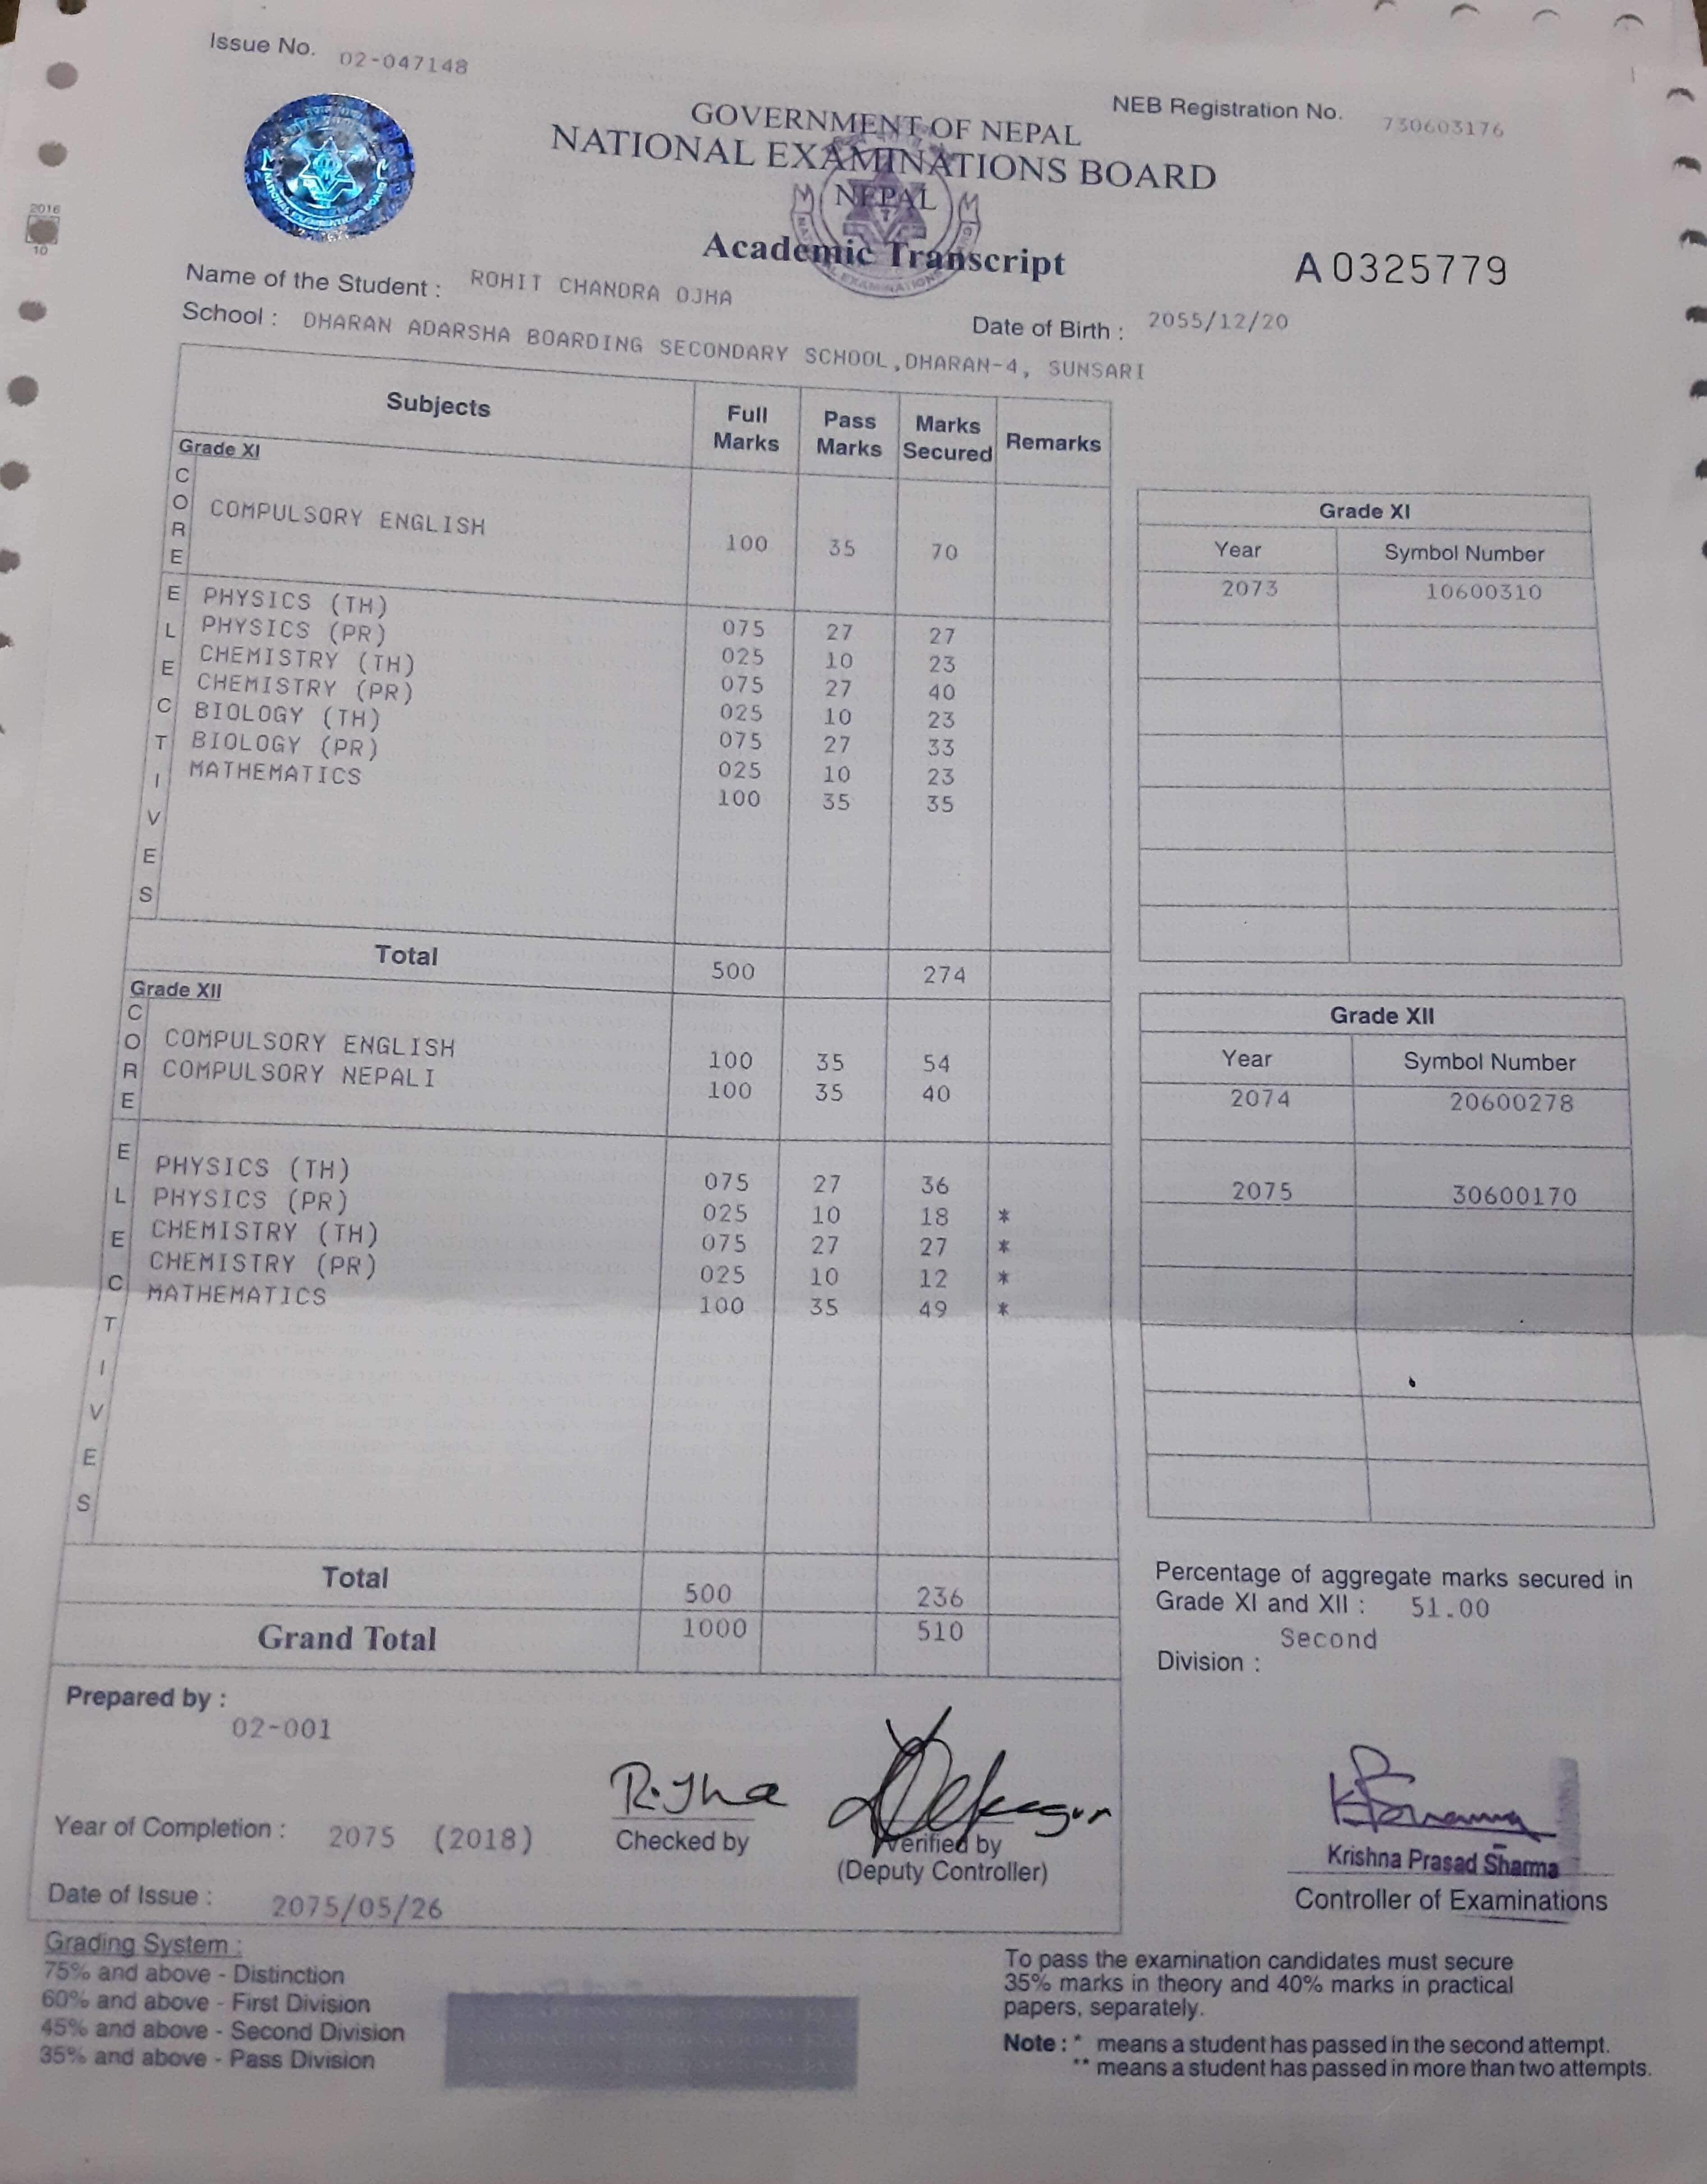 Issue No. 02-047148
NEB Registration No. 730603176
2016
10
GOVERNMENT OF NEPAL
NATIONAL EXAMINATIONS BOARD
NEPAL
Academic Transcript
A 0325779
Name of the Student : ROHIT CHANDRA OJHA
Date of Birth : 2055/12/20
School : DHARAN ADARSHA BOARDING SECONDARY SCHOOL,DHARAN-4, SUNSARI
Subjects Full Marks Pass Marks Marks Secured Remarks
Grade XI
CORE
COMPULSORY ENGLISH 100 35 70
ELECTIVES
PHYSICS (TH) 075 27 27
PHYSICS (PR) 025 10 23
CHEMISTRY (TH) 075 27 40
CHEMISTRY (PR) 025 10 23
BIOLOGY (TH) 075 27 33
BIOLOGY (PR) 025 10 23
MATHEMATICS 100 35 35
Total 500 274
Grade XII
CORE
COMPULSORY ENGLISH 100 35 54
COMPULSORY NEPALI 100 35 40
ELECTIVES
PHYSICS (TH) 075 27 36
PHYSICS (PR) 025 10 18 *
CHEMISTRY (TH) 075 27 27 *
CHEMISTRY (PR) 025 10 12 *
MATHEMATICS 100 35 49 *
Total 500 236
Grand Total 1000 510
Grade XI
Year Symbol Number
2073 10600310
Grade XII
Year Symbol Number
2074 20600278
2075 30600170
Percentage of aggregate marks secured in
Grade XI and XII : 51.00
Second
Division :
Prepared by :
02-001
Year of Completion : 2075 (2018)
R.Jha
Checked by
Verified by
(Deputy Controller)
Krishna Prasad Sharma
Controller of Examinations
Date of Issue : 2075/05/26
Grading System :
75% and above - Distinction
60% and above - First Division
45% and above - Second Division
35% and above - Pass Division
To pass the examination candidates must secure
35% marks in theory and 40% marks in practical
papers, separately.
Note : * means a student has passed in the second attempt.
** means a student has passed in more than two attempts.